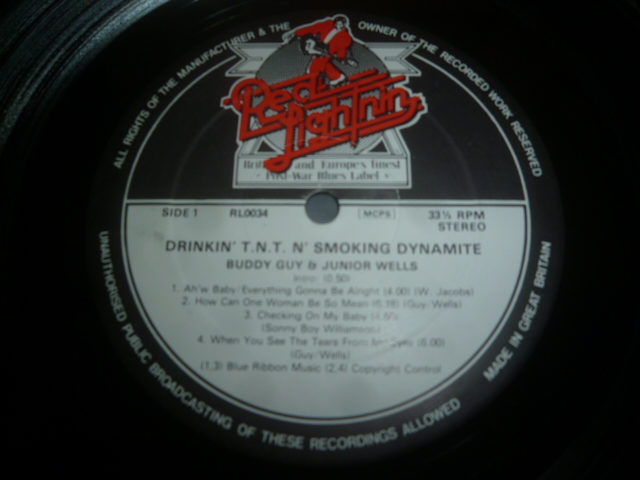 ALL RIGHTS OF THE MANUFACTURER & THE OWNER OF THE RECORDED WORK RESERVED
Red
Lightnin
and Europe's finest
Post-War Blues Label
SIDE 1 RL0034 [MCPS] 33⅓ RPM
STEREO
DRINKIN' T.N.T. N' SMOKING DYNAMITE
BUDDY GUY & JUNIOR WELLS
Intro: (0.50)
1. Ah'w Baby/Everything Gonna Be Alright (4.00) (W. Jacobs)
2. How Can One Woman Be So Mean (Guy/Wells)
3. Checking On My Baby
(Sonny Boy Williamson)
4. When You See The Tears From My Eyes (6.00)
(Guy/Wells)
(1,3) Blue Ribbon Music (2,4) Copyright Control
UNAUTHORISED PUBLIC BROADCASTING OF THESE RECORDINGS ALLOWED
MADE IN GREAT BRITAIN